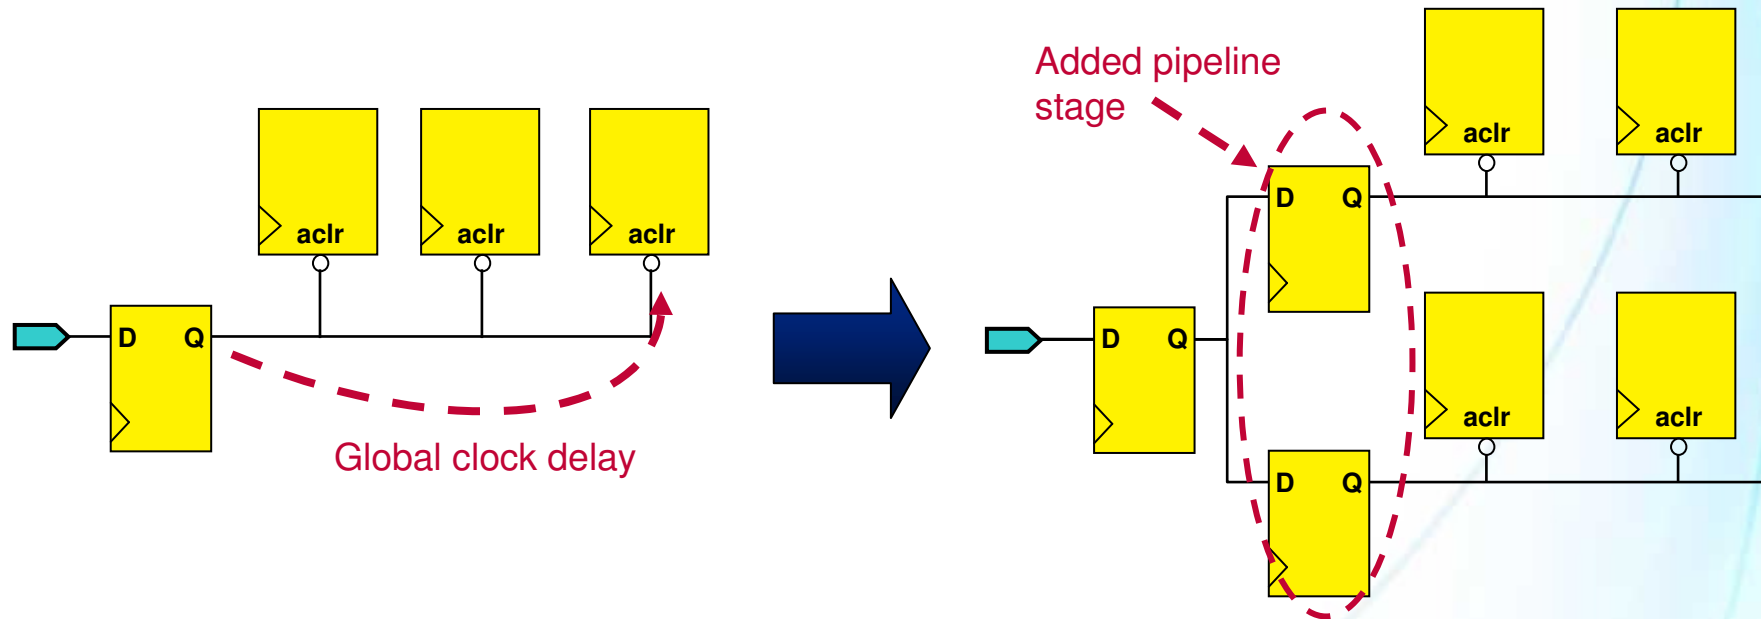 aclr
aclr
aclr
D Q
Global clock delay
Added pipeline
stage
aclr
aclr
D Q
D Q
aclr
aclr
D Q